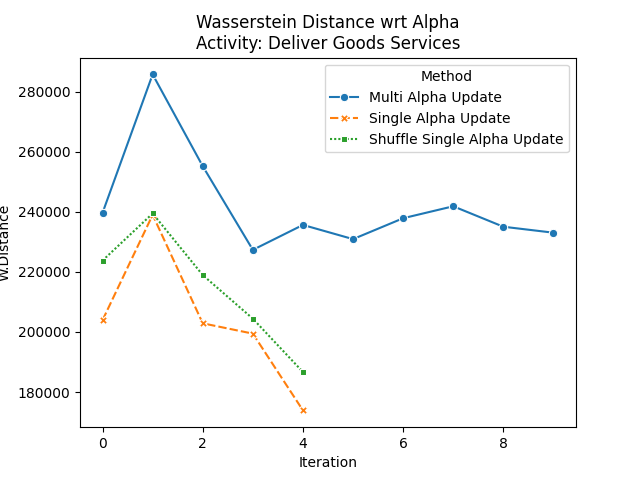 Wasserstein Distance wrt Alpha
Activity: Deliver Goods Services
Method
Multi Alpha Update
Single Alpha Update
Shuffle Single Alpha Update
280000
260000
240000
220000
200000
180000
W.Distance
0
2
4
6
8
Iteration